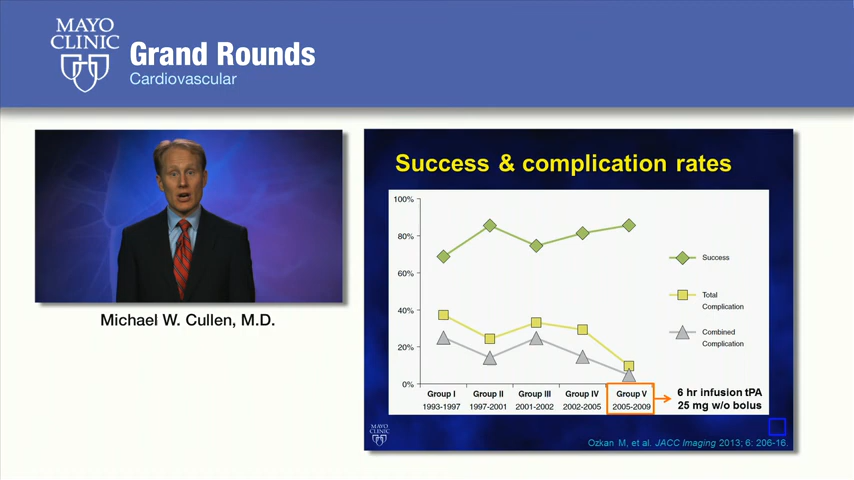 MAYO
CLINIC
Grand Rounds
Cardiovascular
Michael W. Cullen, M.D.
Success & complication rates
100%
80%
60%
40%
20%
0%
Success
Total
Complication
Combined
Complication
Group I
1993-1997
Group II
1997-2001
Group III
2001-2002
Group IV
2002-2005
Group V
2005-2009
6 hr infusion tPA
25 mg w/o bolus
MAYO
CLINIC
Ozkan M, et al. JACC Imaging 2013; 6: 206-16.